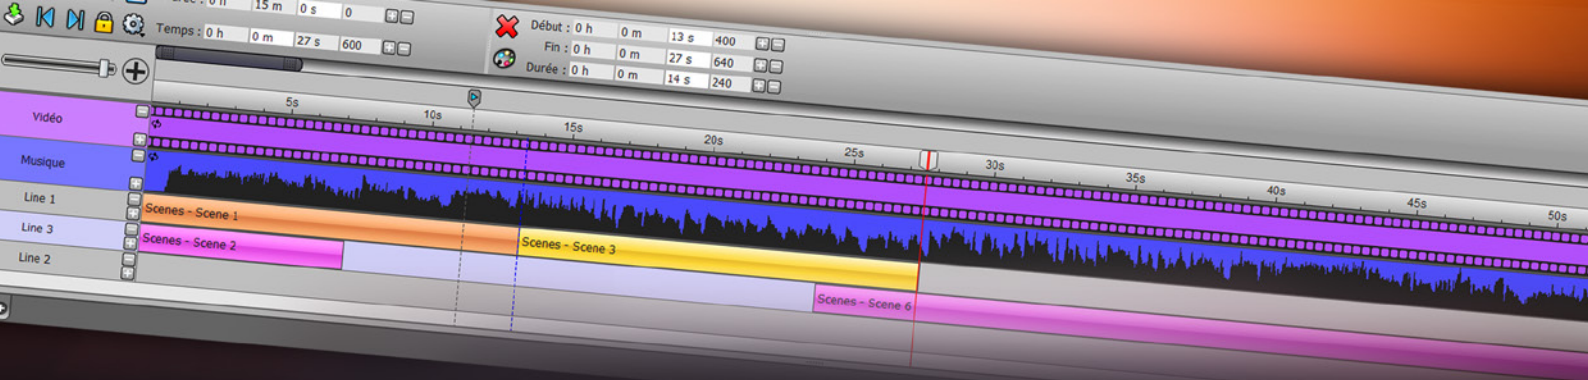 15 m 0 s 0
Temps : 0 h 0 m 27 s 600
Début : 0 h 0 m 13 s 400
Fin : 0 h 0 m 27 s 640
Durée : 0 h 0 m 14 s 240
5s 10s 15s 20s 25s 30s 35s 40s 45s 50s
Vidéo
Musique
Line 1
Scenes - Scene 1
Scenes - Scene 3
Line 3
Scenes - Scene 2
Scenes - Scene 6
Line 2